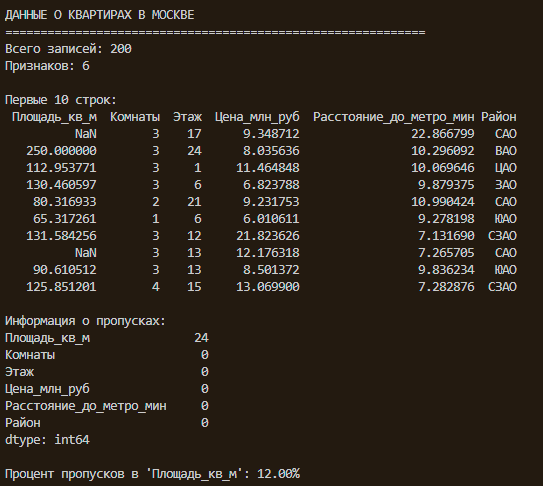 ДАННЫЕ О КВАРТИРАХ В МОСКВЕ
============================================================
Всего записей: 200
Признаков: 6

Первые 10 строк:
 Площадь_кв_м  Комнаты  Этаж  Цена_млн_руб  Расстояние_до_метро_мин Район
          NaN        3    17      9.348712                22.866799   САО
   250.000000        3    24      8.035636                10.296092   ВАО
   112.953771        3     1     11.464848                10.069646   ЦАО
   130.460597        3     6      6.823788                 9.879375   ЗАО
    80.316933        2    21      9.231753                10.990424   САО
    65.317261        1     6      6.010611                 9.278198   ЮАО
   131.584256        3    12     21.823626                 7.131690  СЗАО
          NaN        3    13     12.176318                 7.265705   САО
    90.610512        3    13      8.501372                 9.836234   ЮАО
   125.851201        4    15     13.069900                 7.282876  СЗАО

Информация о пропусках:
Площадь_кв_м               24
Комнаты                     0
Этаж                        0
Цена_млн_руб                0
Расстояние_до_метро_мин     0
Район                       0
dtype: int64

Процент пропусков в 'Площадь_кв_м': 12.00%